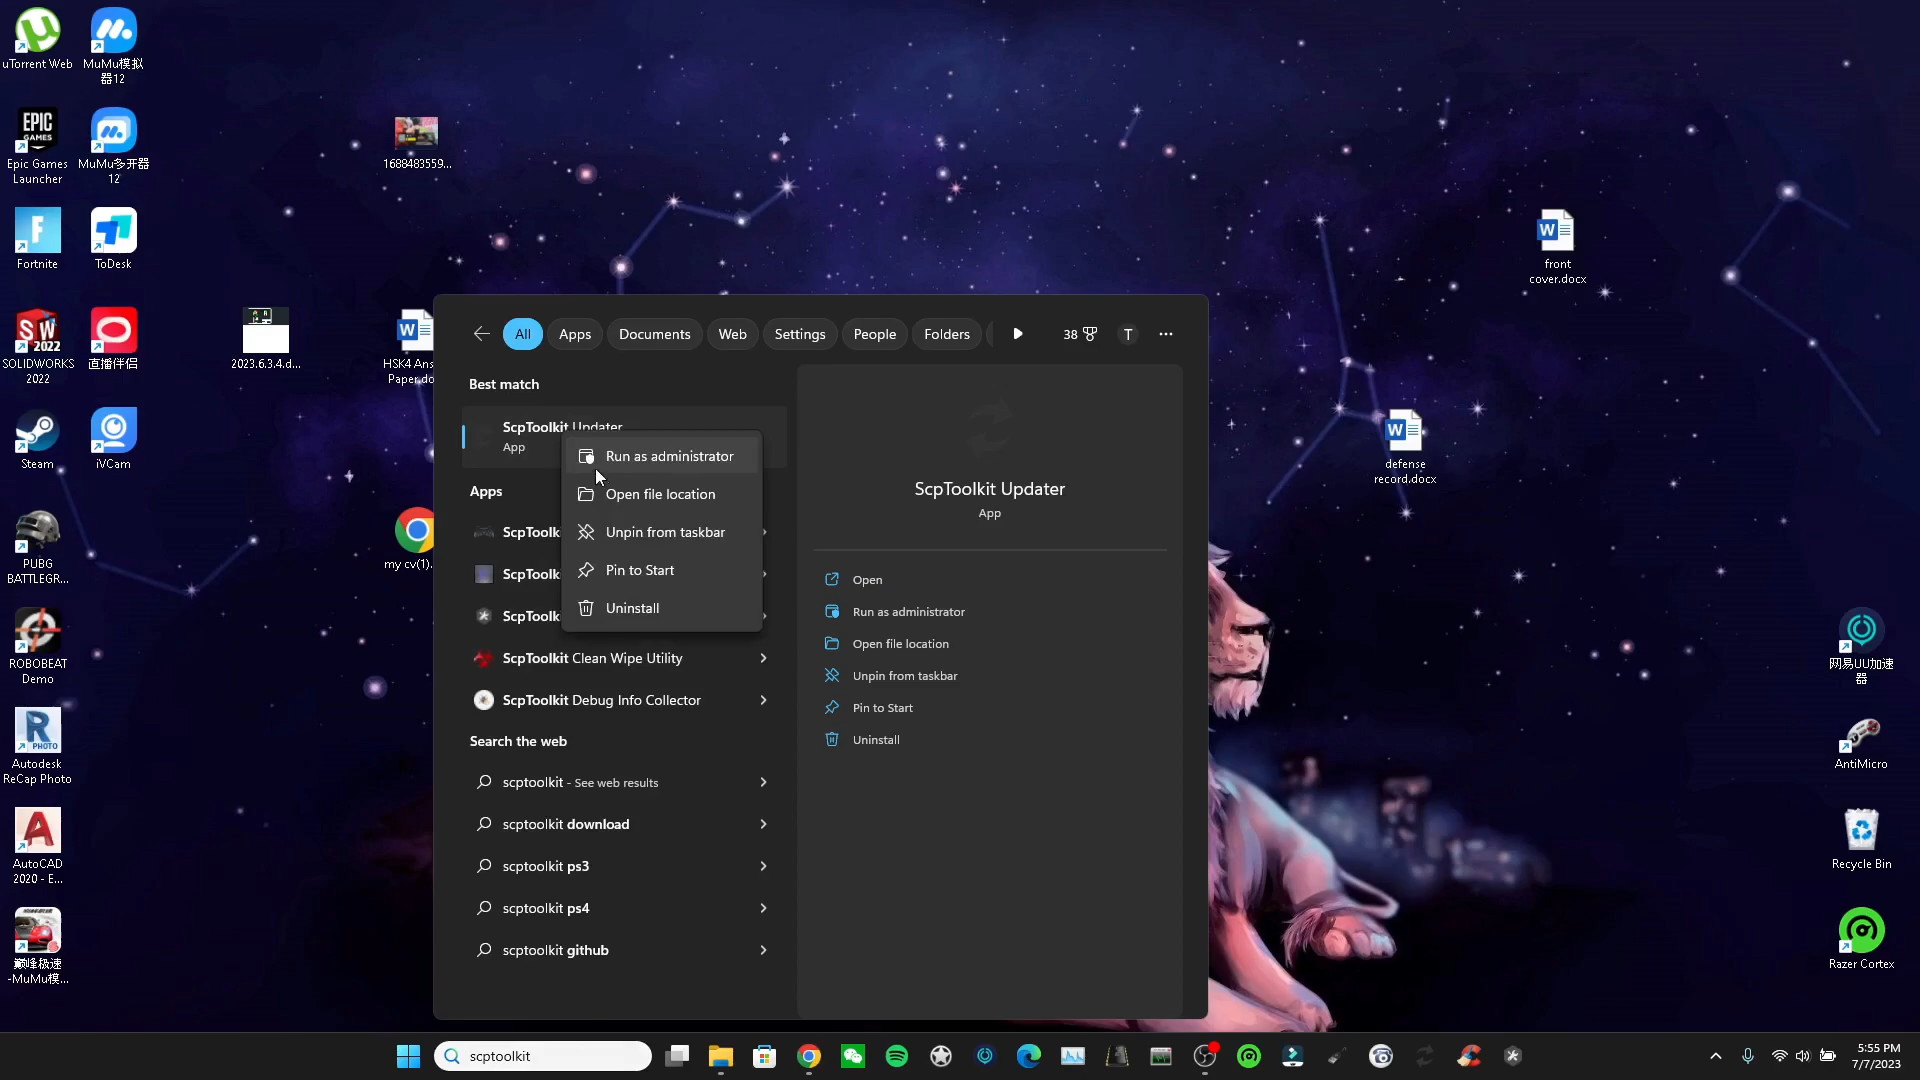 uTorrent Web
MuMu模拟
器12
EPIC
GAMES
Epic Games
Launcher
MuMu多开器
12
1688483559...
Fortnite
ToDesk
front
cover.docx
SW
2022
SOLIDWORKS
2022
直播伴侣
2023.6.3.4.d...
HSK4 Ans
Paper.do
Steam
iVCam
defense
record.docx
PUBG
BATTLEGR...
my cv(1).
ROBOBEAT
Demo
网易UU加速
器
R
PHOTO
Autodesk
ReCap Photo
AntiMicro
AutoCAD
2020 - E...
Recycle Bin
巅峰极速
-MuMu模...
Razer Cortex
All
Apps
Documents
Web
Settings
People
Folders
38
T
Best match
ScpToolkit Updater
App
Run as administrator
Open file location
Unpin from taskbar
Pin to Start
Uninstall
Apps
ScpToolki
ScpToolki
ScpToolki
ScpToolkit Clean Wipe Utility
ScpToolkit Debug Info Collector
Search the web
scptoolkit - See web results
scptoolkit download
scptoolkit ps3
scptoolkit ps4
scptoolkit github
ScpToolkit Updater
App
Open
Run as administrator
Open file location
Unpin from taskbar
Pin to Start
Uninstall
scptoolkit
5:55 PM
7/7/2023